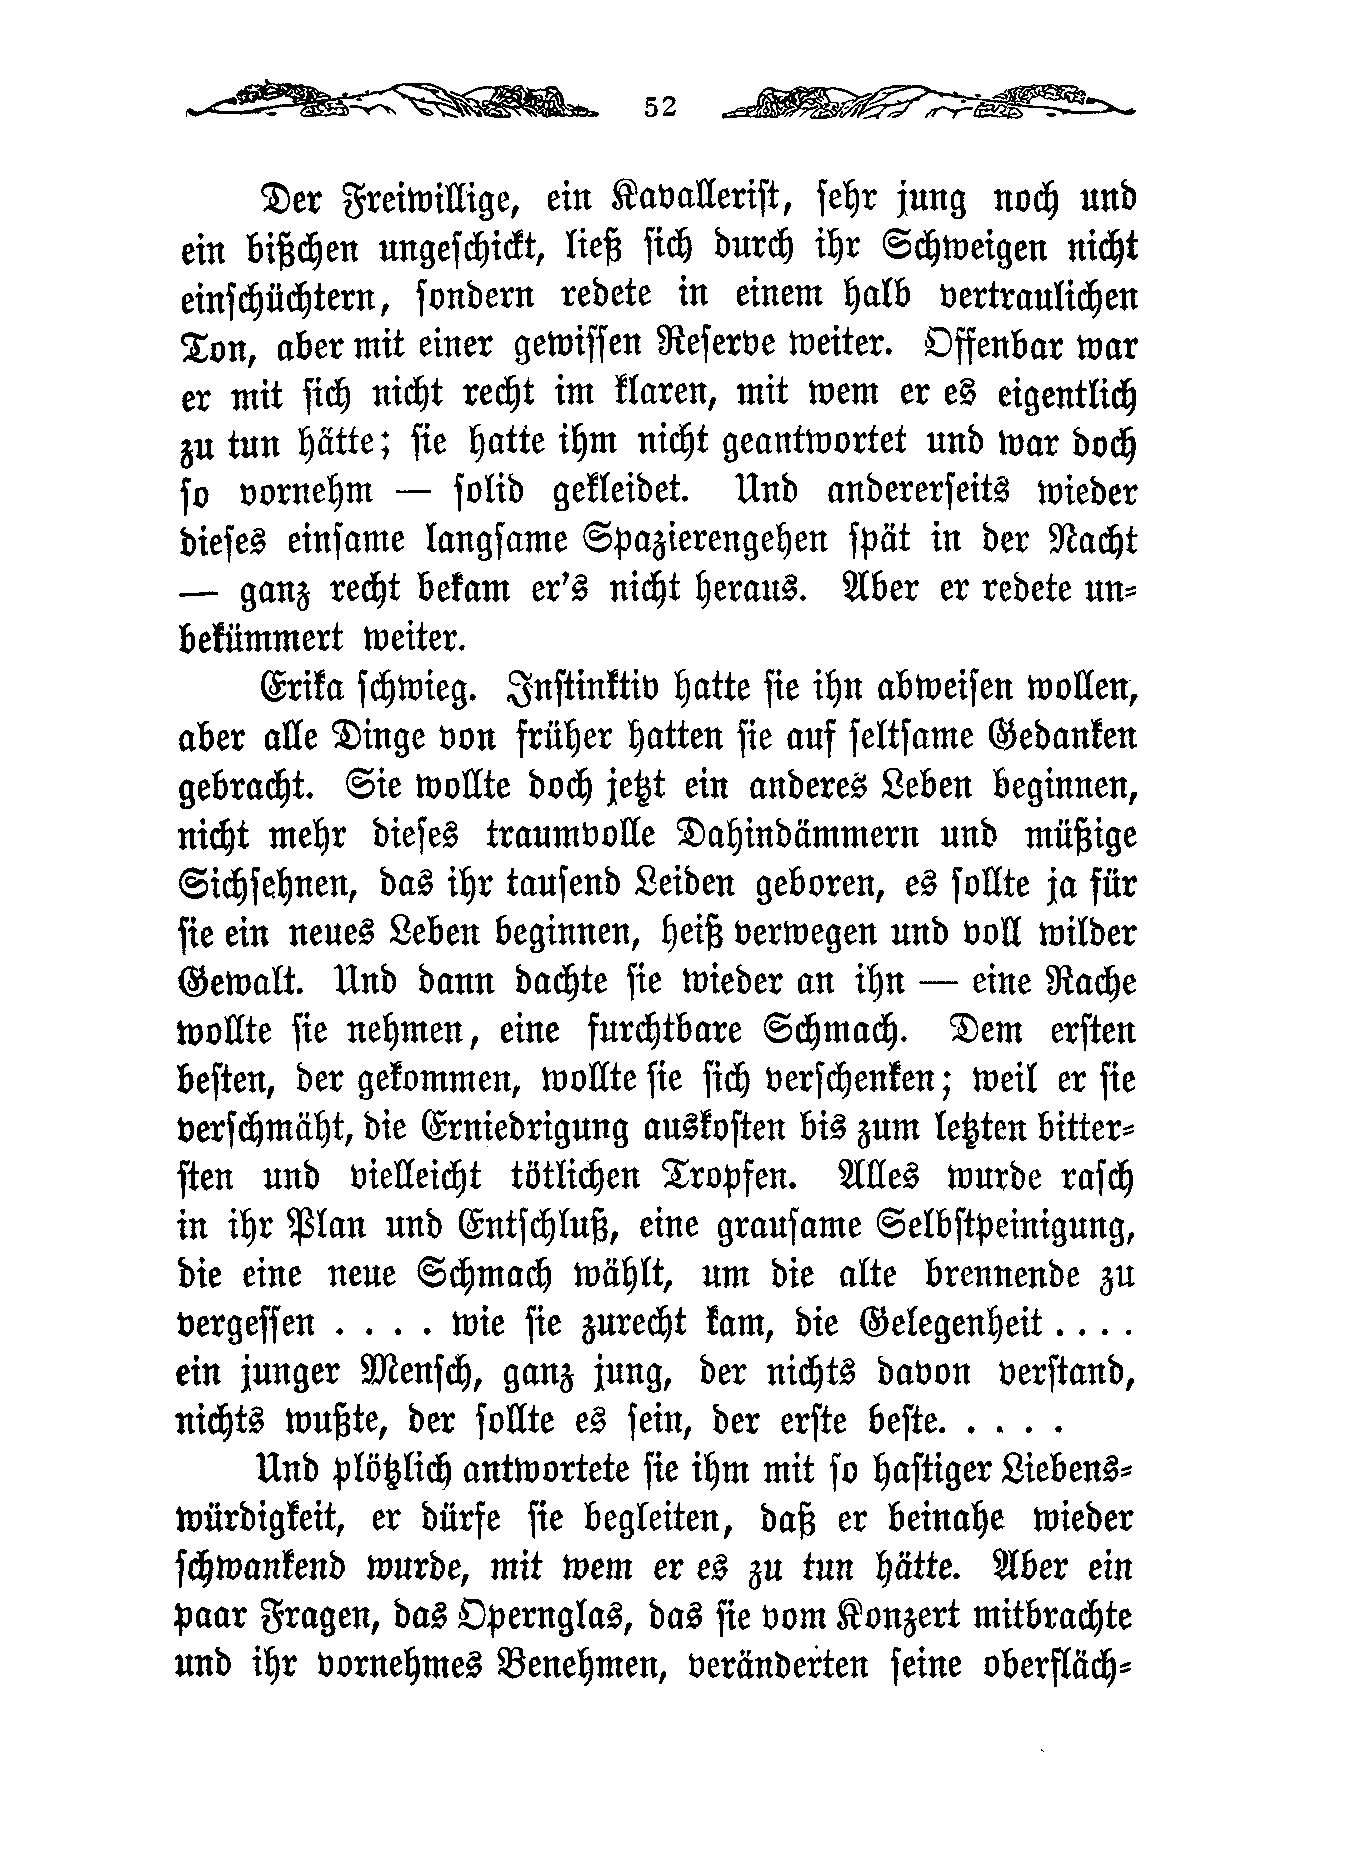 52
Der Freiwillige, ein Kavalleriſt, ſehr jung noch und
ein bißchen ungeſchickt, ließ ſich durch ihr Schweigen nicht
einſchüchtern, ſondern redete in einem halb vertraulichen
Ton, aber mit einer gewiſſen Reſerve weiter. Offenbar war
er mit ſich nicht recht im klaren, mit wem er es eigentlich
zu tun hätte; ſie hatte ihm nicht geantwortet und war doch
ſo vornehm — ſolid gekleidet. Und andererſeits wieder
dieſes einſame langſame Spazierengehen ſpät in der Nacht
— ganz recht bekam er's nicht heraus. Aber er redete un-
bekümmert weiter.
Erika ſchwieg. Inſtinktiv hatte ſie ihn abweiſen wollen,
aber alle Dinge von früher hatten ſie auf ſeltſame Gedanken
gebracht. Sie wollte doch jetzt ein anderes Leben beginnen,
nicht mehr dieſes traumvolle Dahindämmern und müßige
Sichſehnen, das ihr tauſend Leiden geboren, es ſollte ja für
ſie ein neues Leben beginnen, heiß verwegen und voll wilder
Gewalt. Und dann dachte ſie wieder an ihn — eine Rache
wollte ſie nehmen, eine furchtbare Schmach. Dem erſten
beſten, der gekommen, wollte ſie ſich verſchenken; weil er ſie
verſchmäht, die Erniedrigung auskoſten bis zum letzten bitter-
ſten und vielleicht tötlichen Tropfen. Alles wurde raſch
in ihr Plan und Entſchluß, eine grauſame Selbſtpeinigung,
die eine neue Schmach wählt, um die alte brennende zu
vergeſſen . . . . wie ſie zurecht kam, die Gelegenheit . . . .
ein junger Menſch, ganz jung, der nichts davon verſtand,
nichts wußte, der ſollte es ſein, der erſte beſte. . . . .
Und plötzlich antwortete ſie ihm mit ſo haſtiger Liebens-
würdigkeit, er dürfe ſie begleiten, daß er beinahe wieder
ſchwankend wurde, mit wem er es zu tun hätte. Aber ein
paar Fragen, das Opernglas, das ſie vom Konzert mitbrachte
und ihr vornehmes Benehmen, veränderten ſeine oberfläch-